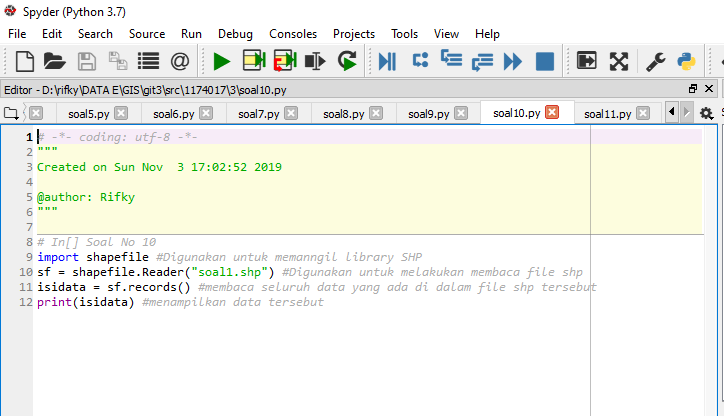 Spyder (Python 3.7)
File Edit Search Source Run Debug Consoles Projects Tools View Help
Editor - D:\rifky\DATA E\GIS\git3\src\1174017\3\soal10.py
soal5.py soal6.py soal7.py soal8.py soal9.py soal10.py soal11.py
1 # -*- coding: utf-8 -*-
2 """
3 Created on Sun Nov  3 17:02:52 2019
4
5 @author: Rifky
6 """
7
8 # In[] Soal No 10
9 import shapefile #Digunakan untuk memanngil library SHP
10 sf = shapefile.Reader("soal1.shp") #Digunakan untuk melakukan membaca file shp
11 isidata = sf.records() #membaca seluruh data yang ada di dalam file shp tersebut
12 print(isidata) #menampilkan data tersebut